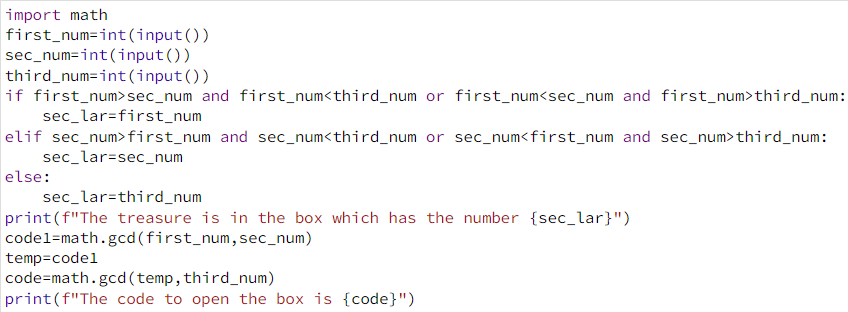 import math
first_num=int(input())
sec_num=int(input())
third_num=int(input())
if first_num>sec_num and first_num<third_num or first_num<sec_num and first_num>third_num:
    sec_lar=first_num
elif sec_num>first_num and sec_num<third_num or sec_num<first_num and sec_num>third_num:
    sec_lar=sec_num
else:
    sec_lar=third_num
print(f"The treasure is in the box which has the number {sec_lar}")
code1=math.gcd(first_num,sec_num)
temp=code1
code=math.gcd(temp,third_num)
print(f"The code to open the box is {code}")